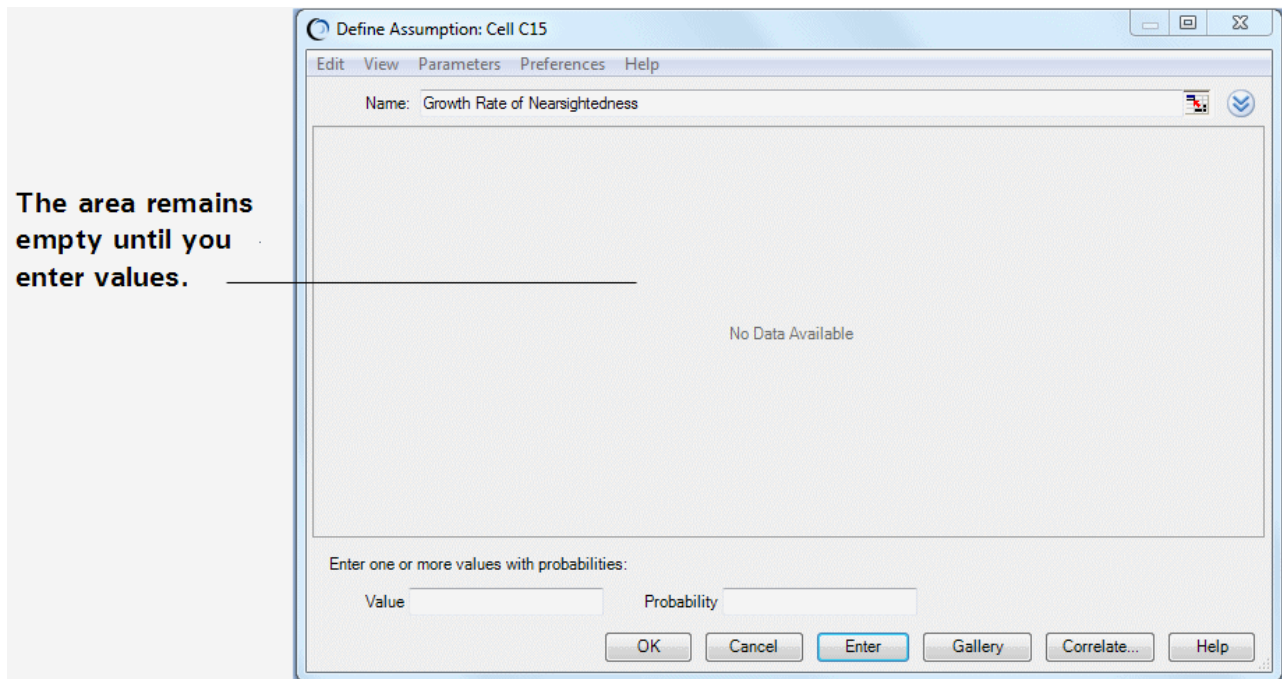 Define Assumption: Cell C15
Edit View Parameters Preferences Help
Name: Growth Rate of Nearsightedness
The area remains
empty until you
enter values.
No Data Available
Enter one or more values with probabilities:
Value Probability
OK Cancel Enter Gallery Correlate... Help